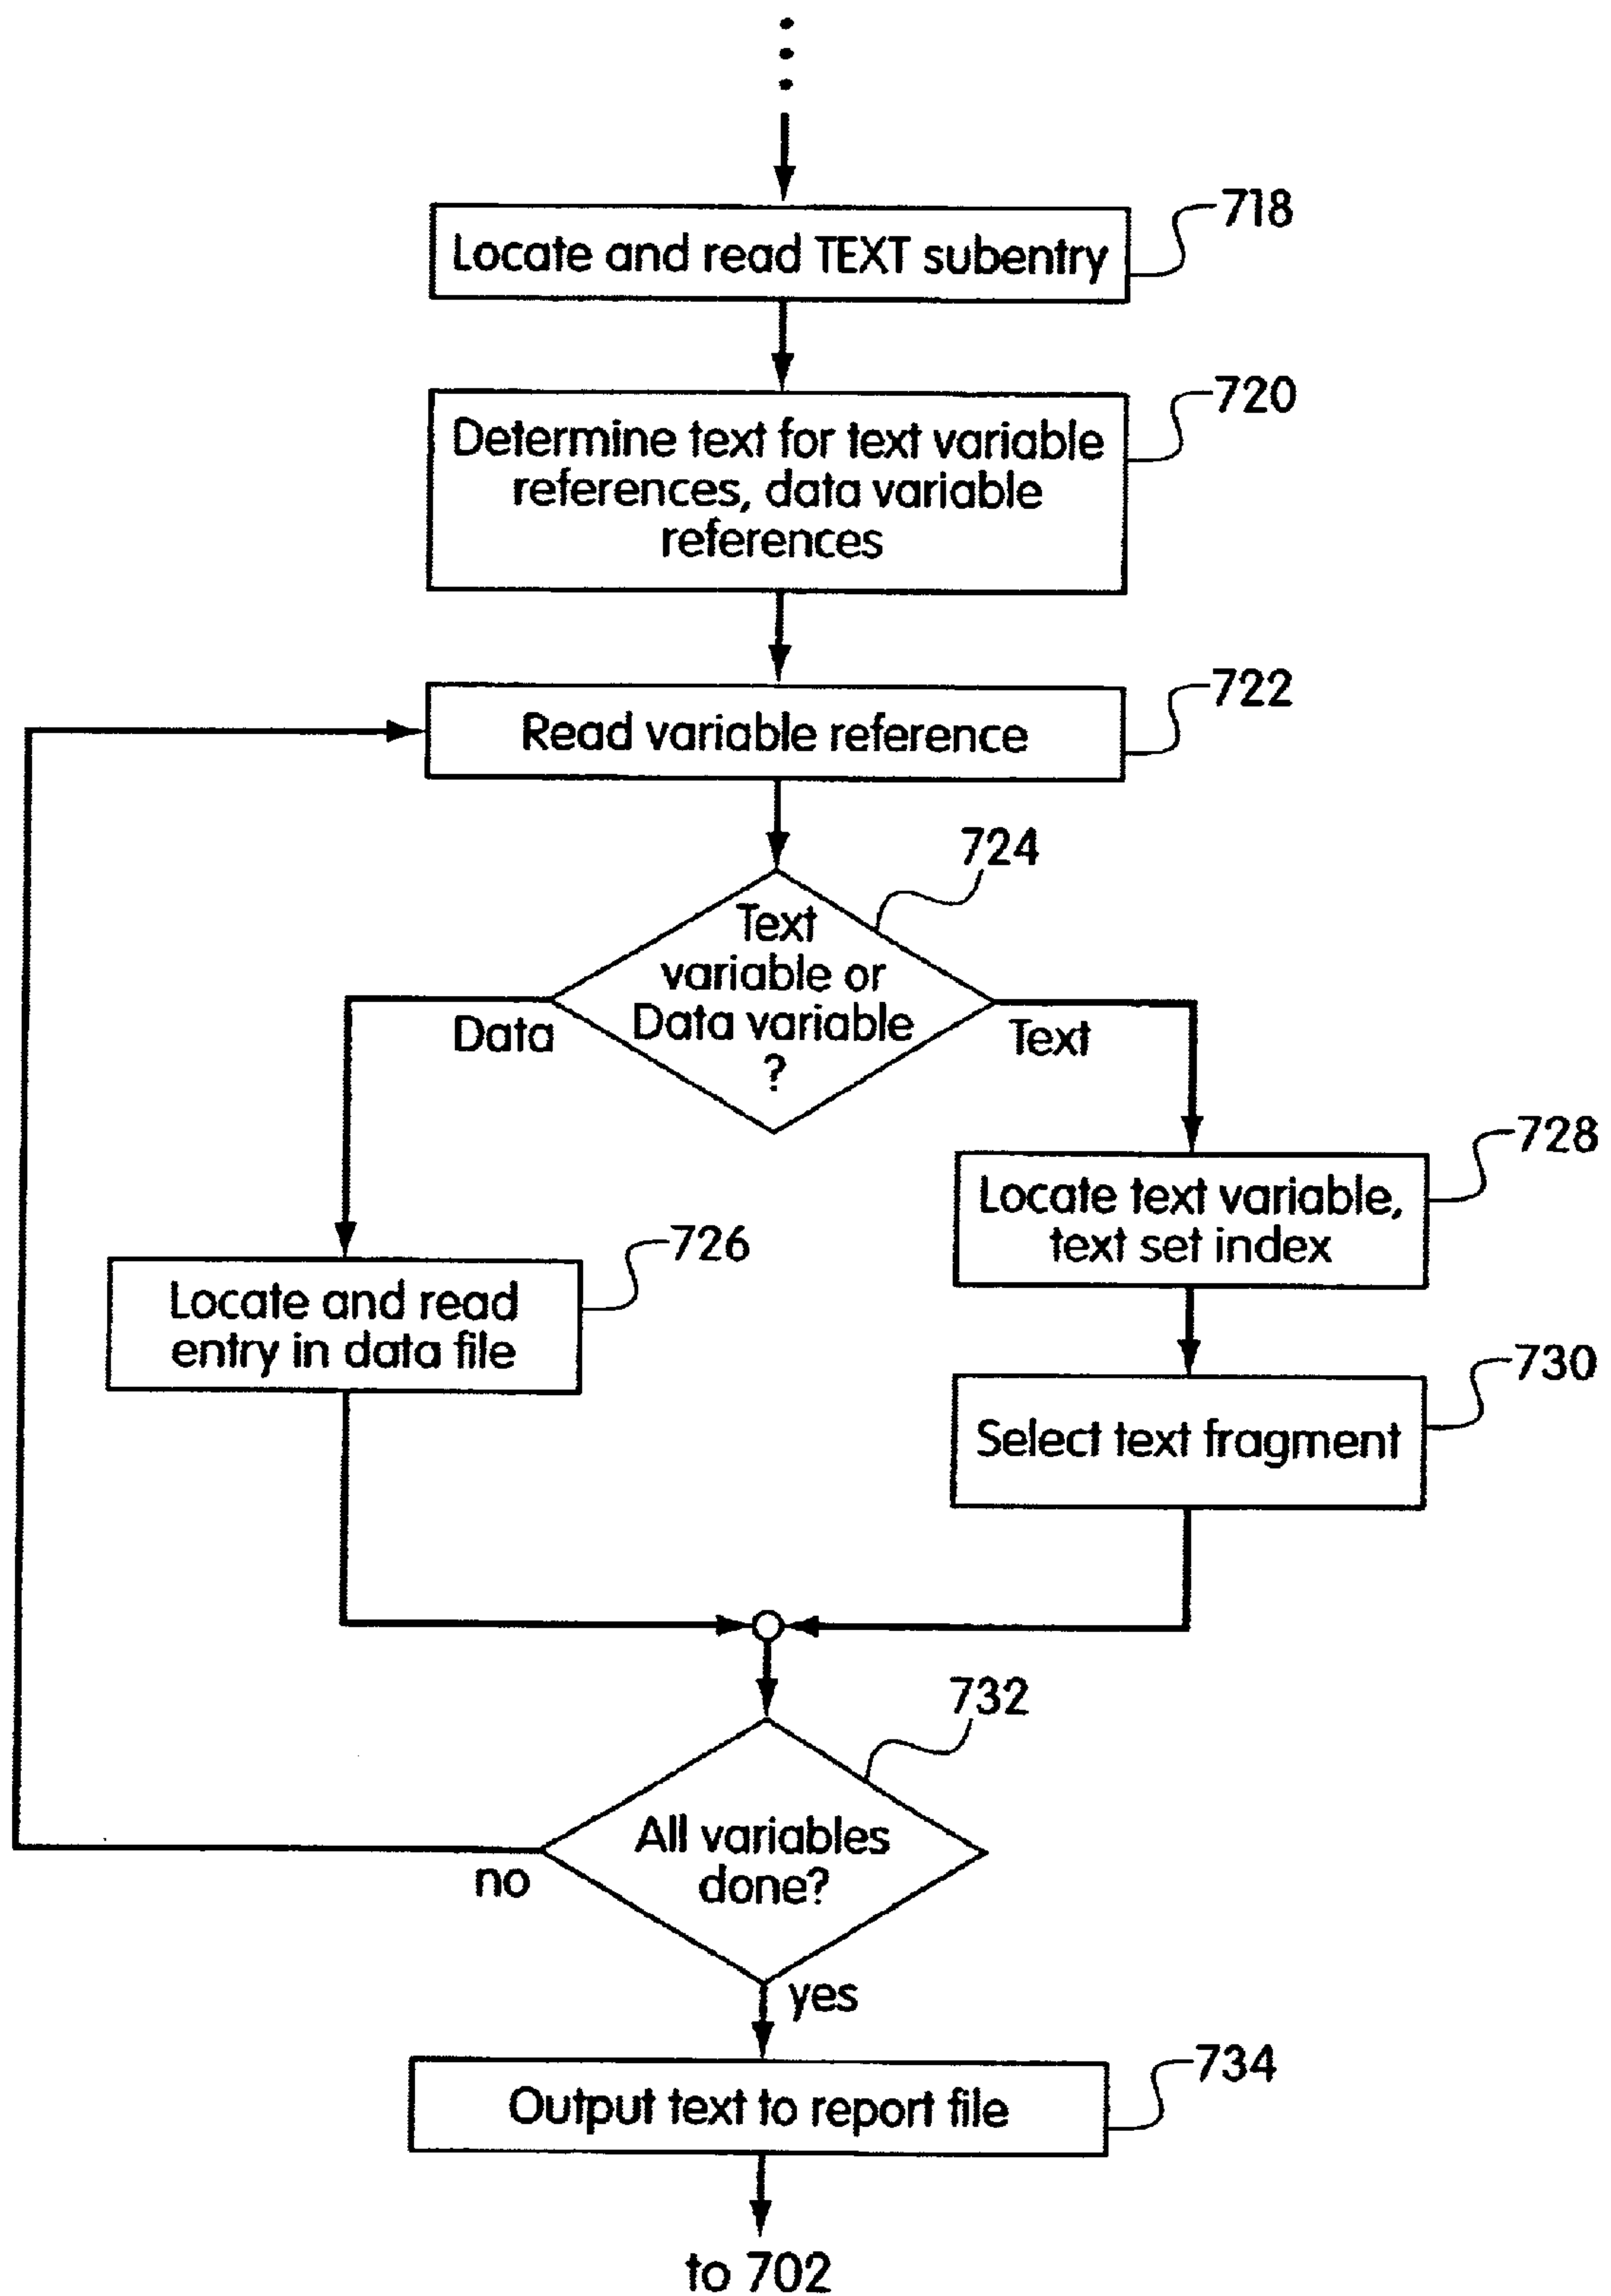 718
Locate and read TEXT subentry
720
Determine text for text variable
references, data variable
references
722
Read variable reference
724
Text
variable or
Data variable
?
Data
Text
728
Locate text variable,
text set index
726
Locate and read
entry in data file
730
Select text fragment
732
All variables
done?
no
yes
734
Output text to report file
to 702